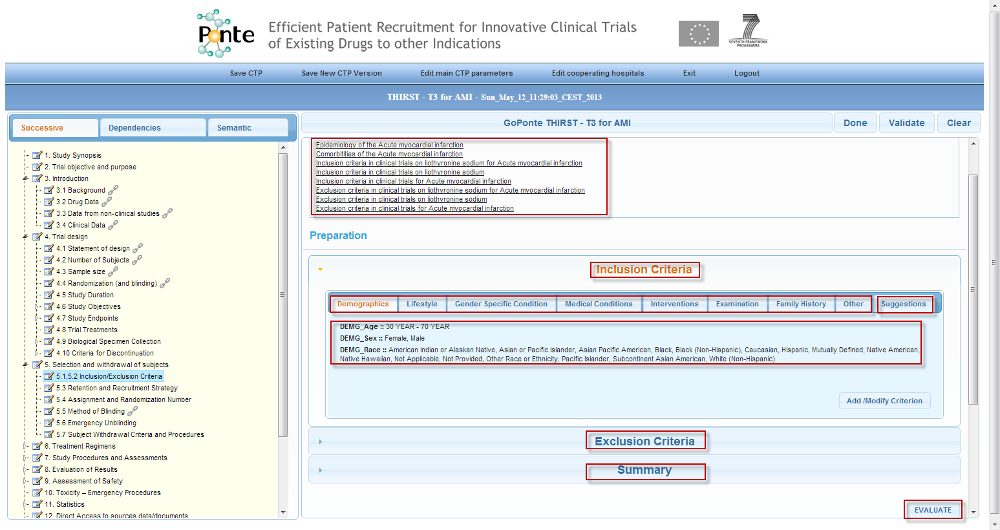 Ponte
Efficient Patient Recruitment for Innovative Clinical Trials
of Existing Drugs to other Indications
SEVENTH FRAMEWORK
PROGRAMME
Save CTP
Save New CTP Version
Edit main CTP parameters
Edit cooperating hospitals
Exit
Logout
THIRST - T3 for AMI - Sun_May_12_11:29:03_CEST_2013
Successive
Dependencies
Semantic
1. Study Synopsis
2. Trial objective and purpose
3. Introduction
3.1 Background
3.2 Drug Data
3.3 Data from non-clinical studies
3.4 Clinical Data
4. Trial design
4.1 Statement of design
4.2 Number of Subjects
4.3 Sample size
4.4 Randomization (and blinding)
4.5 Study Duration
4.6 Study Objectives
4.7 Study Endpoints
4.8 Trial Treatments
4.9 Biological Specimen Collection
4.10 Criteria for Discontinuation
5. Selection and withdrawal of subjects
5.1,5.2 Inclusion/Exclusion Criteria
5.3 Retention and Recruitment Strategy
5.4 Assignment and Randomization Number
5.5 Method of Blinding
5.6 Emergency Unblinding
5.7 Subject Withdrawal Criteria and Procedures
6. Treatment Regimens
7. Study Procedures and Assessments
8. Evaluation of Results
9. Assessment of Safety
10. Toxicity – Emergency Procedures
11. Statistics
12. Direct Access to sources data/documents
GoPonte THIRST - T3 for AMI
Done
Validate
Clear
Epidemiology of the Acute myocardial infarction
Comorbitities of the Acute myocardial infarction
Inclusion criteria in clinical trials on liothyronine sodium for Acute myocardial infarction
Inclusion criteria in clinical trials on liothyronine sodium
Inclusion criteria in clinical trials for Acute myocardial infarction
Exclusion criteria in clinical trials on liothyronine sodium for Acute myocardial infarction
Exclusion criteria in clinical trials on liothyronine sodium
Exclusion criteria in clinical trials for Acute myocardial infarction
Preparation
Inclusion Criteria
Demographics
Lifestyle
Gender Specific Condition
Medical Conditions
Interventions
Examination
Family History
Other
Suggestions
DEMG_Age :: 30 YEAR - 70 YEAR
DEMG_Sex :: Female, Male
DEMG_Race :: American Indian or Alaskan Native, Asian or Pacific Islander, Asian Pacific American, Black, Black (Non-Hispanic), Caucasian, Hispanic, Mutually Defined, Native American,
Native Hawaiian, Not Applicable, Not Provided, Other Race or Ethnicity, Pacific Islander, Subcontinent Asian American, White (Non-Hispanic)
Add /Modify Criterion
Exclusion Criteria
Summary
EVALUATE